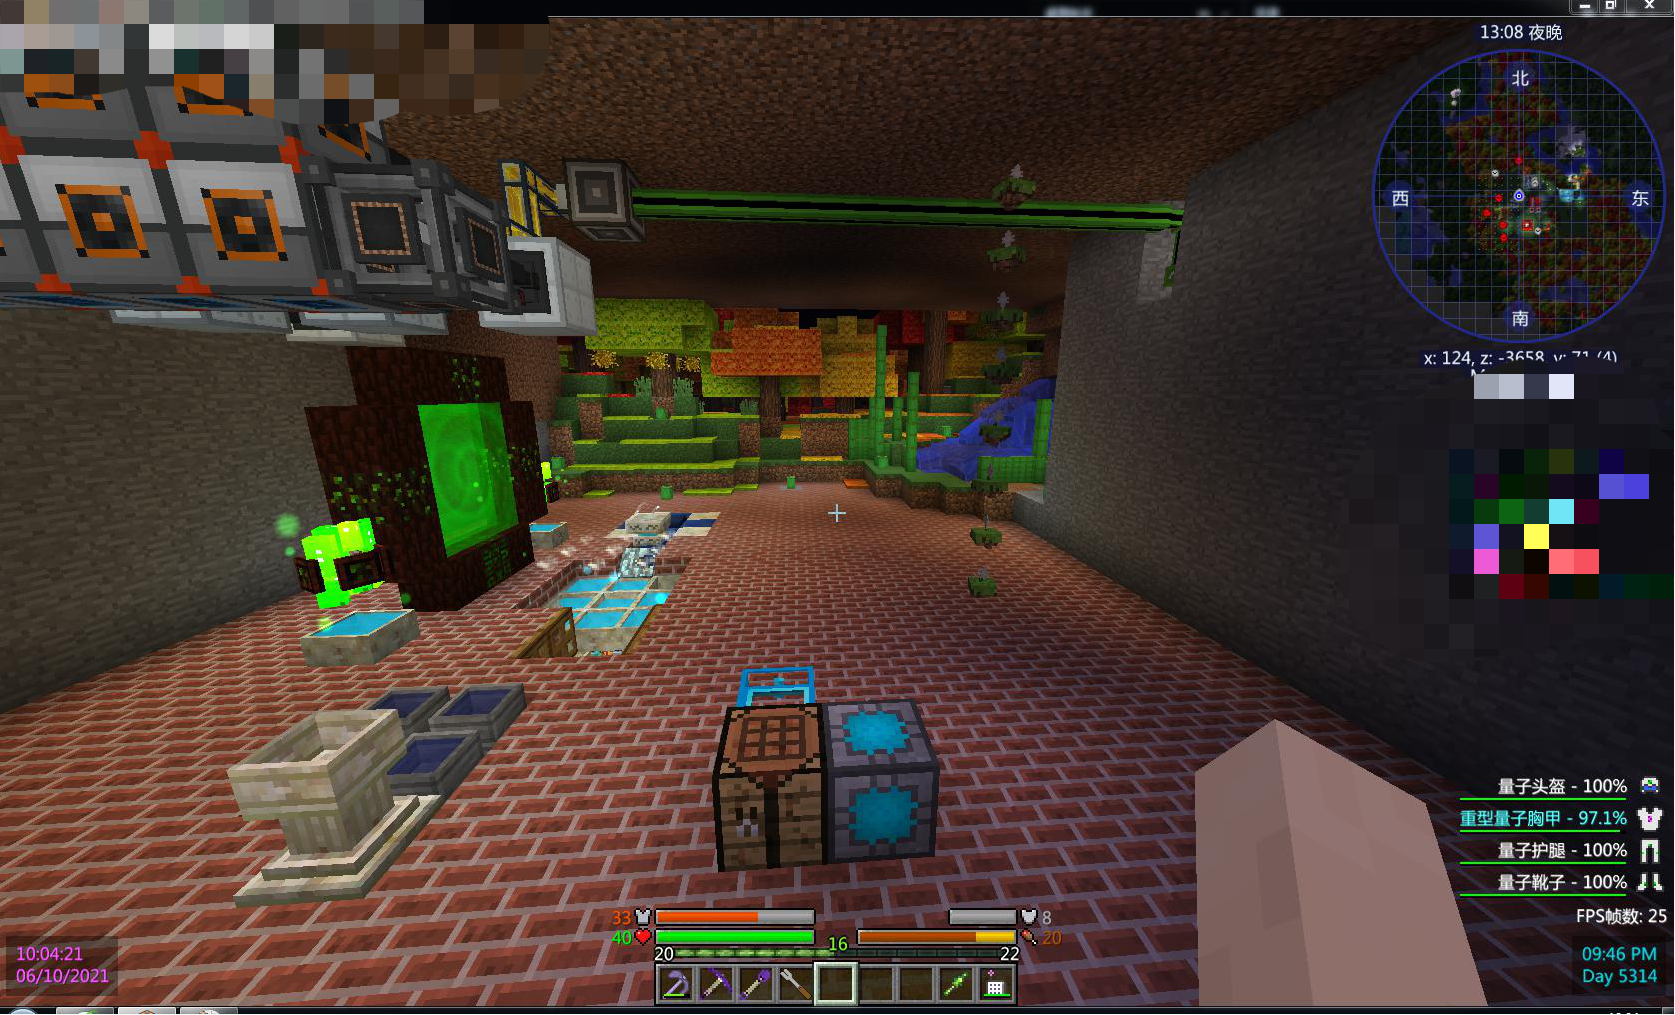 13:08 夜晚
北
西
东
南
x: 124, z: -3658, y: 71 (4)
量子头盔 - 100%
重型量子胸甲 - 97.1%
量子护腿 - 100%
量子靴子 - 100%
FPS帧数: 25
33
8
40
16
20
20
22
10:04:21
06/10/2021
09:46 PM
Day 5314